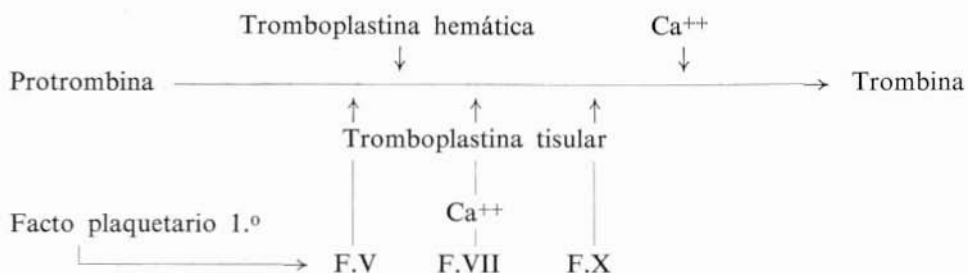 Tromboplastina hemática Ca++
Protrombina Trombina
Tromboplastina tisular
Ca++
Facto plaquetario 1.º
F.V F.VII F.X